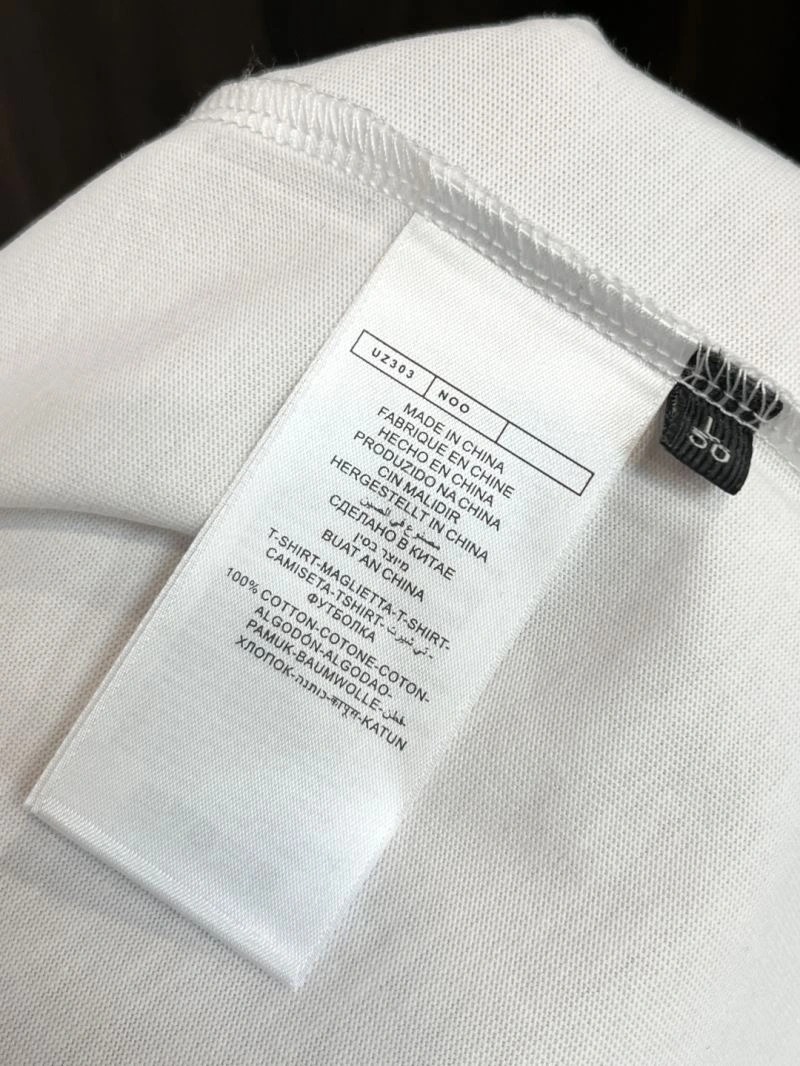 UZ303 NOO
MADE IN CHINA
FABRIQUE EN CHINE
HECHO EN CHINA
PRODUZIDO NA CHINA
CIN MALIDIR
HERGESTELLT IN CHINA
مصنوع في الصين
СДЕЛАНО В КИТАЕ
מיוצר בסין
BUAT AN CHINA
T-SHIRT-MAGLIETTA-T-SHIRT-
CAMISETA-TSHIRT-تي شيرت-
ФУТБОЛКА
100% COTTON-COTONE-COTON-
ALGODÓN-ALGODAO-
PAMUK-BAUMWOLLE-قطن-
ХЛОПОК-כותנה-कापूस-KATUN
L
50